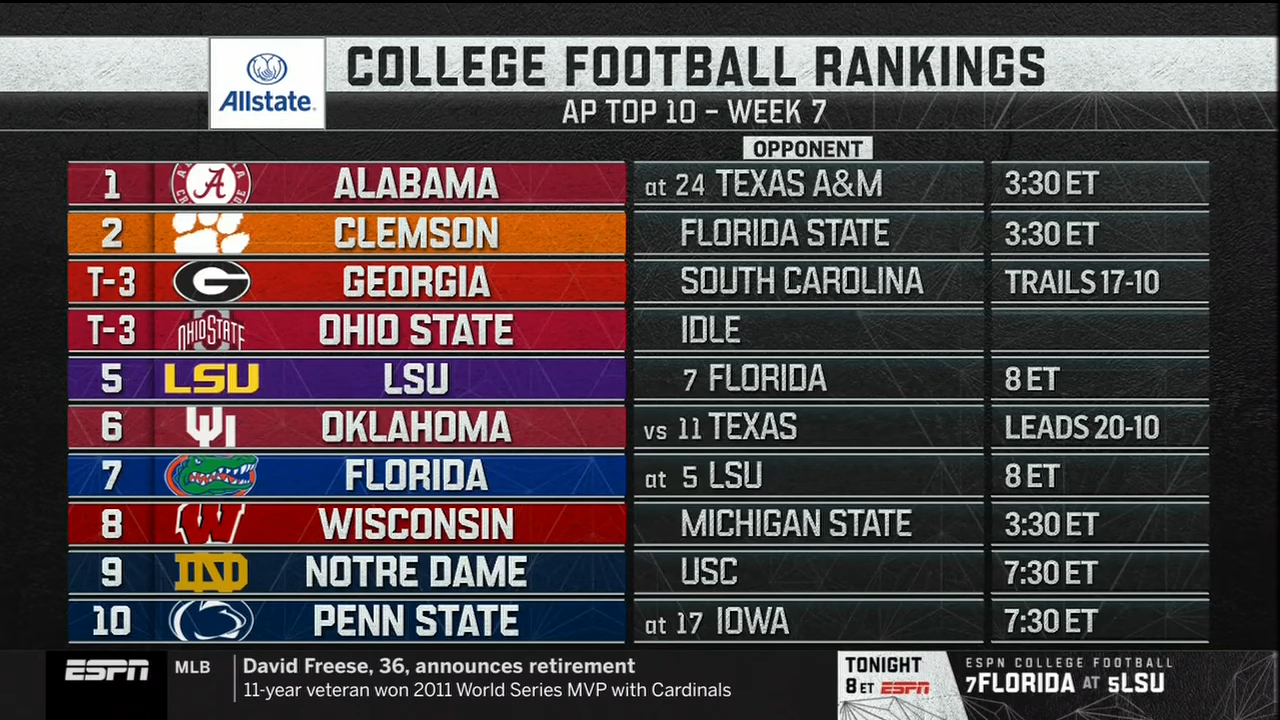 Allstate.
COLLEGE FOOTBALL RANKINGS
AP TOP 10 – WEEK 7
OPPONENT
1 A ALABAMA at 24 TEXAS A&M 3:30 ET
2 CLEMSON FLORIDA STATE 3:30 ET
T-3 G GEORGIA SOUTH CAROLINA TRAILS 17-10
T-3 OHIO STATE OHIO STATE IDLE
5 LSU LSU 7 FLORIDA 8 ET
6 OU OKLAHOMA vs 11 TEXAS LEADS 20-10
7 FLORIDA at 5 LSU 8 ET
8 W WISCONSIN MICHIGAN STATE 3:30 ET
9 ND NOTRE DAME USC 7:30 ET
10 PENN STATE at 17 IOWA 7:30 ET
ESPN MLB David Freese, 36, announces retirement
11-year veteran won 2011 World Series MVP with Cardinals
TONIGHT
8 ET ESPN
ESPN COLLEGE FOOTBALL
7FLORIDA AT 5LSU